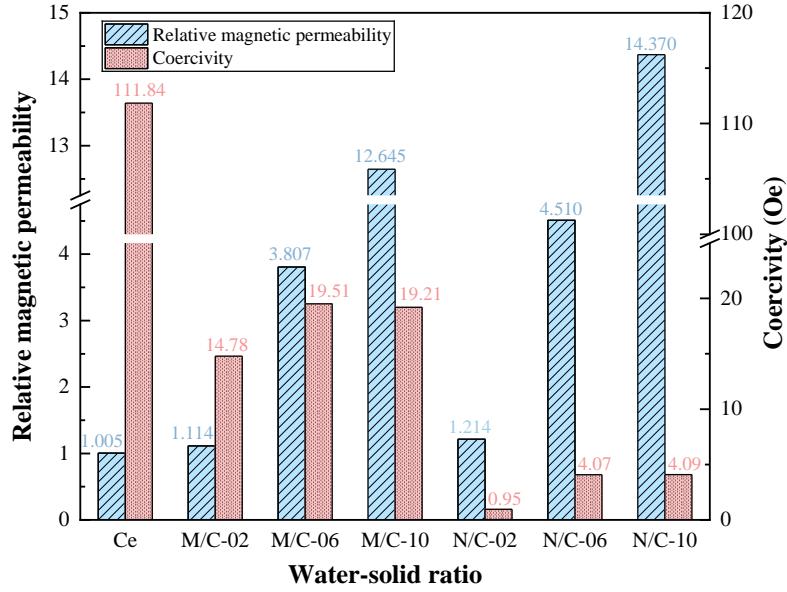 Relative magnetic permeability
Coercivity
Relative magnetic permeability
15
14
13
4
3
2
1
0
Coercivity (Oe)
120
110
100
20
10
0
1.005
111.84
1.114
14.78
3.807
19.51
12.645
19.21
1.214
0.95
4.510
4.07
14.370
4.09
Ce
M/C-02
M/C-06
M/C-10
N/C-02
N/C-06
N/C-10
Water-solid ratio